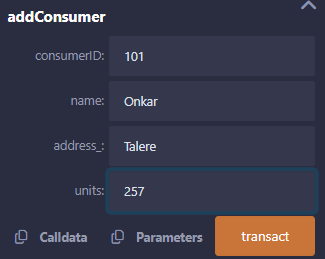 addConsumer
consumerID: 101
name: Onkar
address_: Talere
units: 257
Calldata Parameters transact